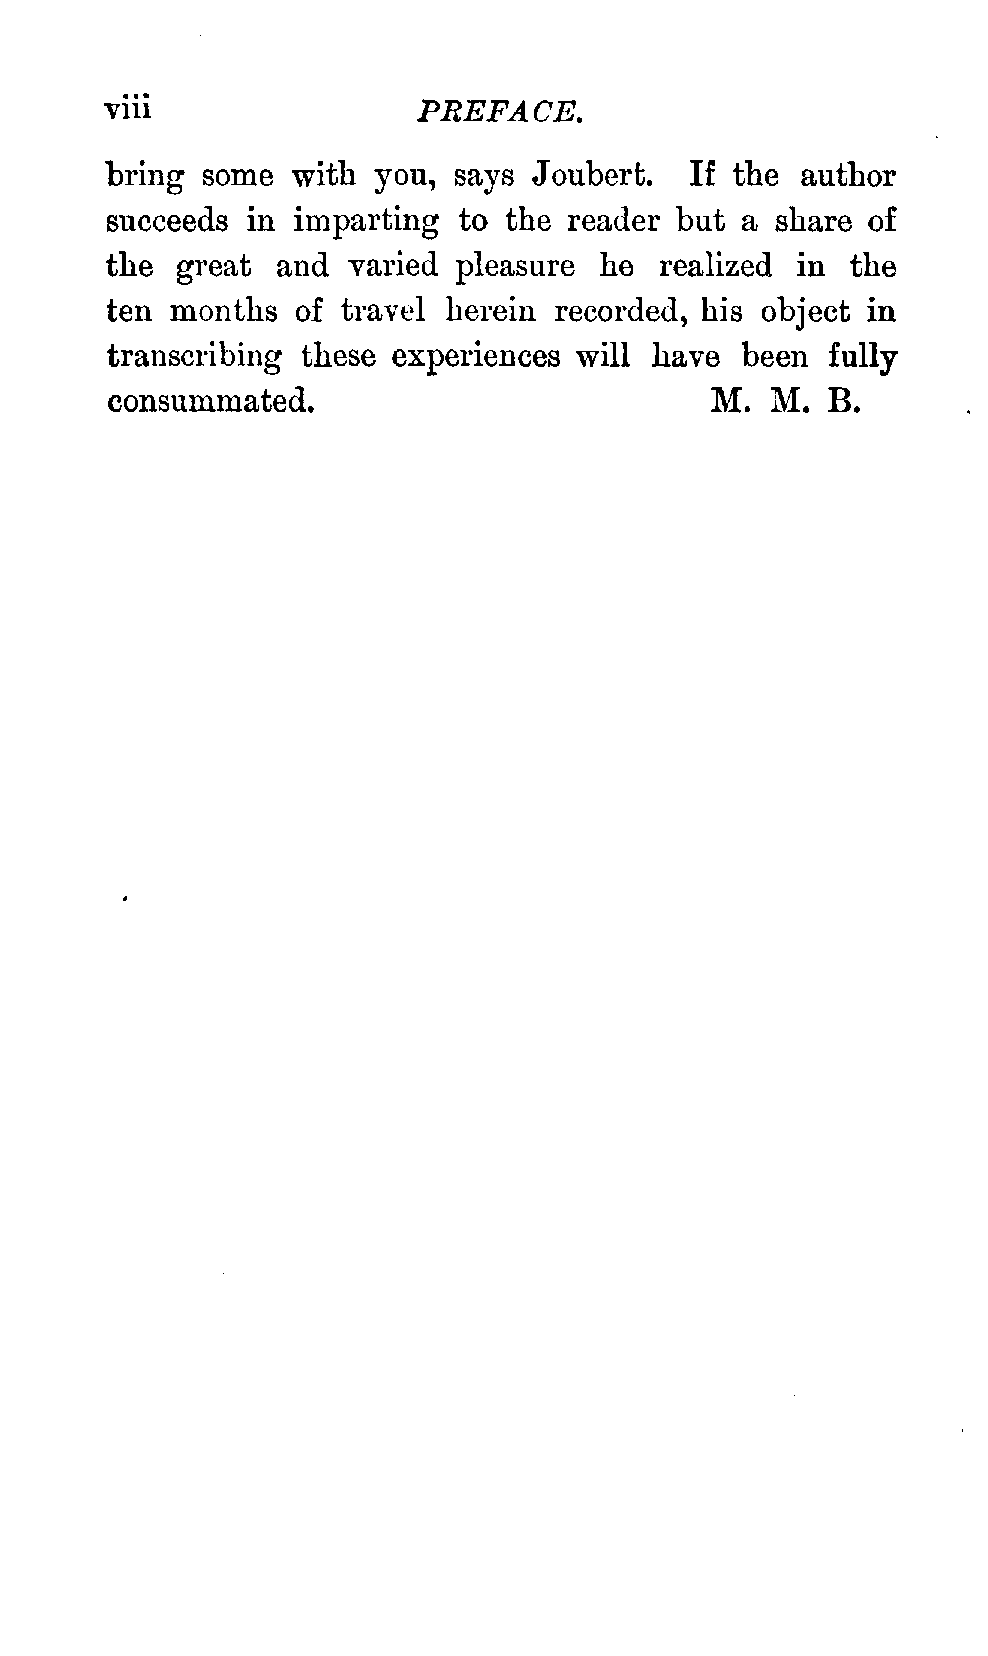 viii PREFACE.
bring some with you, says Joubert. If the author
succeeds in imparting to the reader but a share of
the great and varied pleasure he realized in the
ten months of travel herein recorded, his object in
transcribing these experiences will have been fully
consummated. M. M. B.